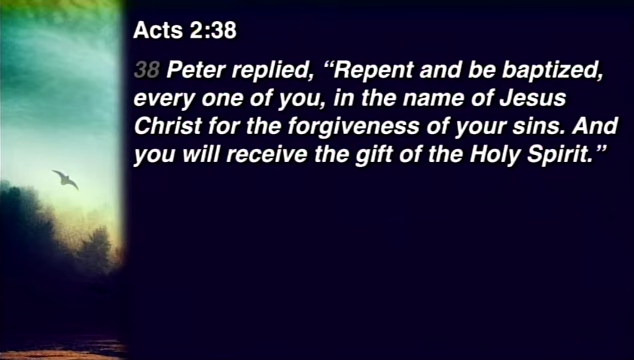 Acts 2:38
38 Peter replied, “Repent and be baptized,
every one of you, in the name of Jesus
Christ for the forgiveness of your sins. And
you will receive the gift of the Holy Spirit.”